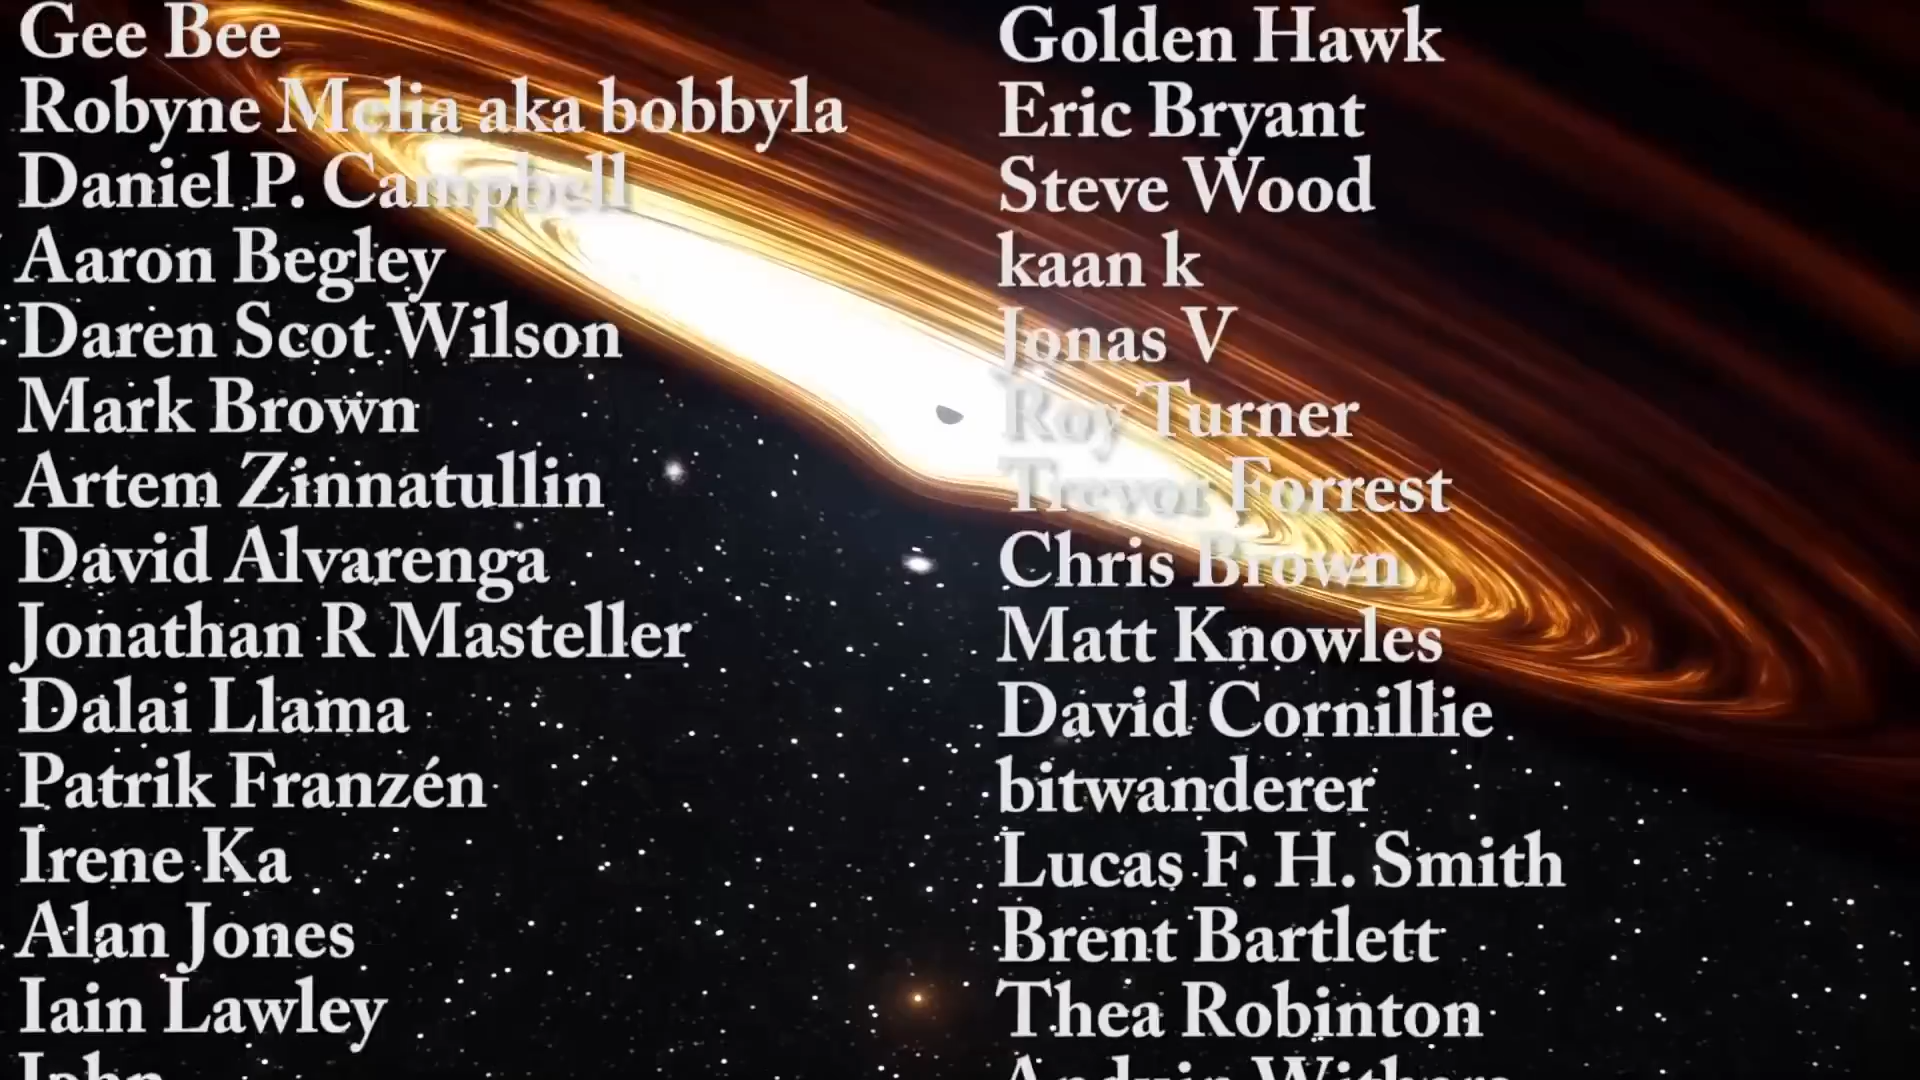 Gee Bee
Robyne Melia aka bobbyla
Daniel P. Campbell
Aaron Begley
Daren Scot Wilson
Mark Brown
Artem Zinnatullin
David Alvarenga
Jonathan R Masteller
Dalai Llama
Patrik Franzén
Irene Ka
Alan Jones
Iain Lawley
John
Golden Hawk
Eric Bryant
Steve Wood
kaan k
Jonas V
Roy Turner
Trevor Forrest
Chris Brown
Matt Knowles
David Cornillie
bitwanderer
Lucas F. H. Smith
Brent Bartlett
Thea Robinton